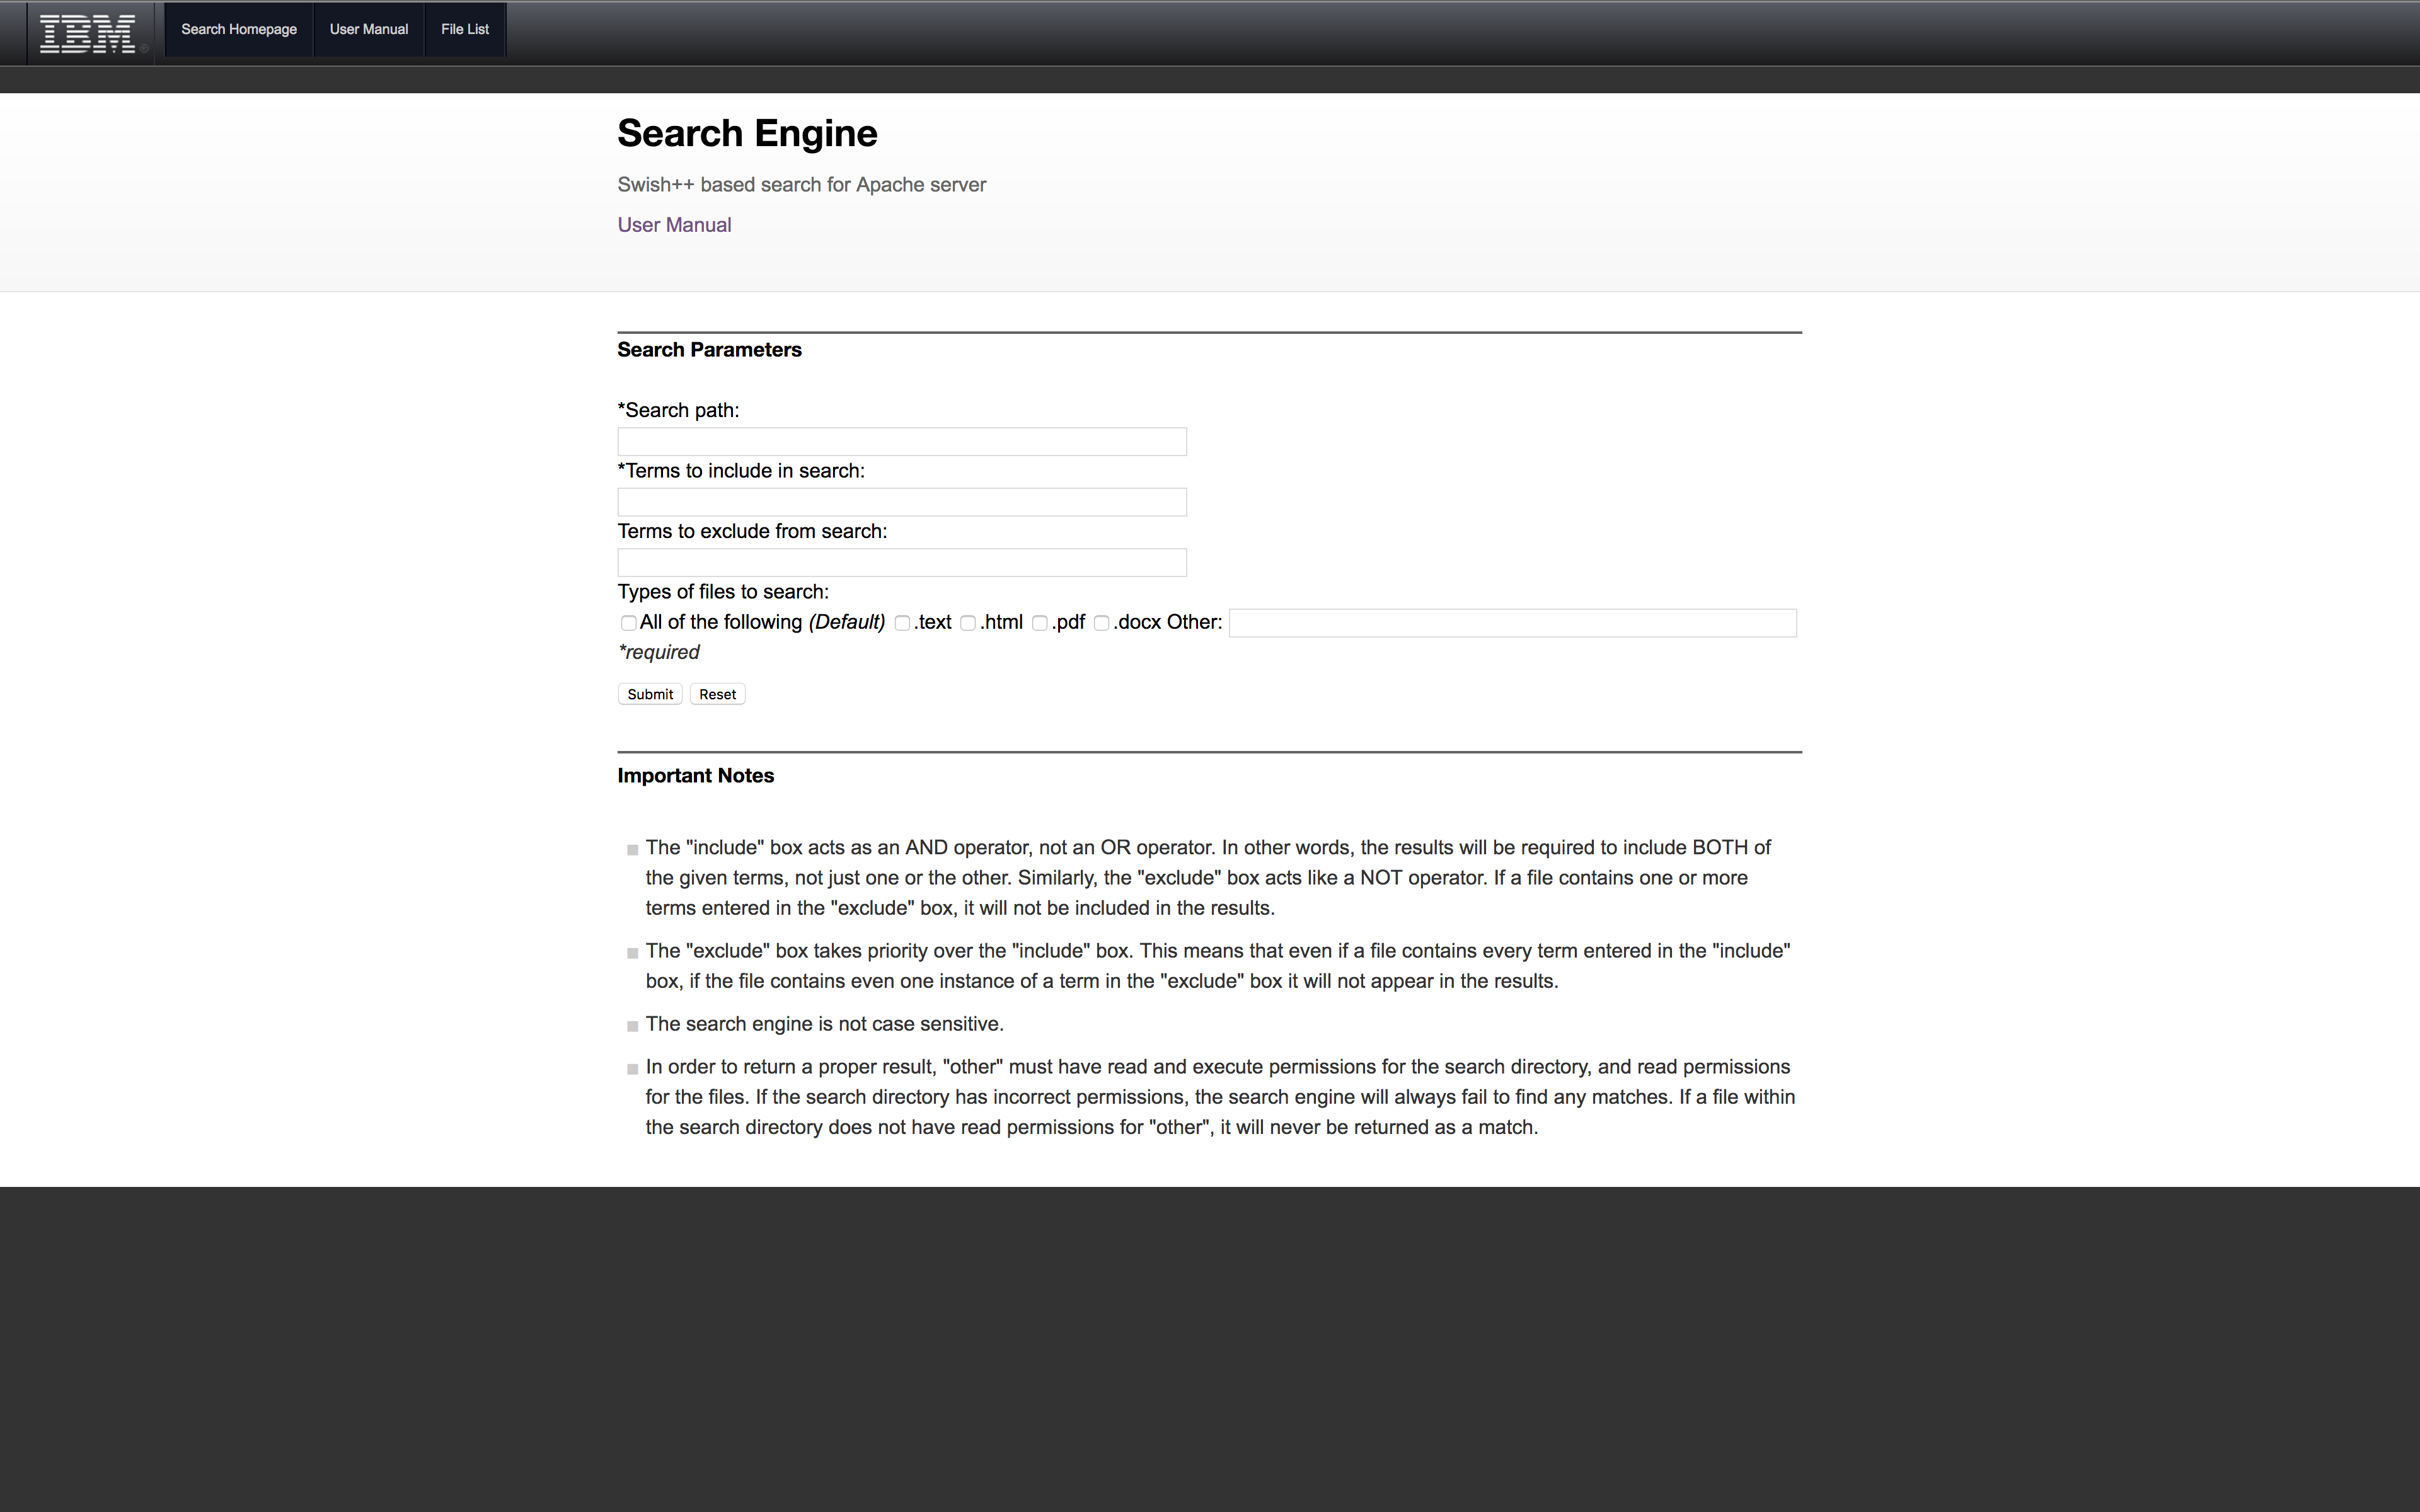 IBM®
Search Homepage
User Manual
File List
Search Engine
Swish++ based search for Apache server
User Manual
Search Parameters
*Search path:
*Terms to include in search:
Terms to exclude from search:
Types of files to search:
All of the following (Default) .text .html .pdf .docx Other:
*required
Submit Reset
Important Notes
The "include" box acts as an AND operator, not an OR operator. In other words, the results will be required to include BOTH of
the given terms, not just one or the other. Similarly, the "exclude" box acts like a NOT operator. If a file contains one or more
terms entered in the "exclude" box, it will not be included in the results.
The "exclude" box takes priority over the "include" box. This means that even if a file contains every term entered in the "include"
box, if the file contains even one instance of a term in the "exclude" box it will not appear in the results.
The search engine is not case sensitive.
In order to return a proper result, "other" must have read and execute permissions for the search directory, and read permissions
for the files. If the search directory has incorrect permissions, the search engine will always fail to find any matches. If a file within
the search directory does not have read permissions for "other", it will never be returned as a match.